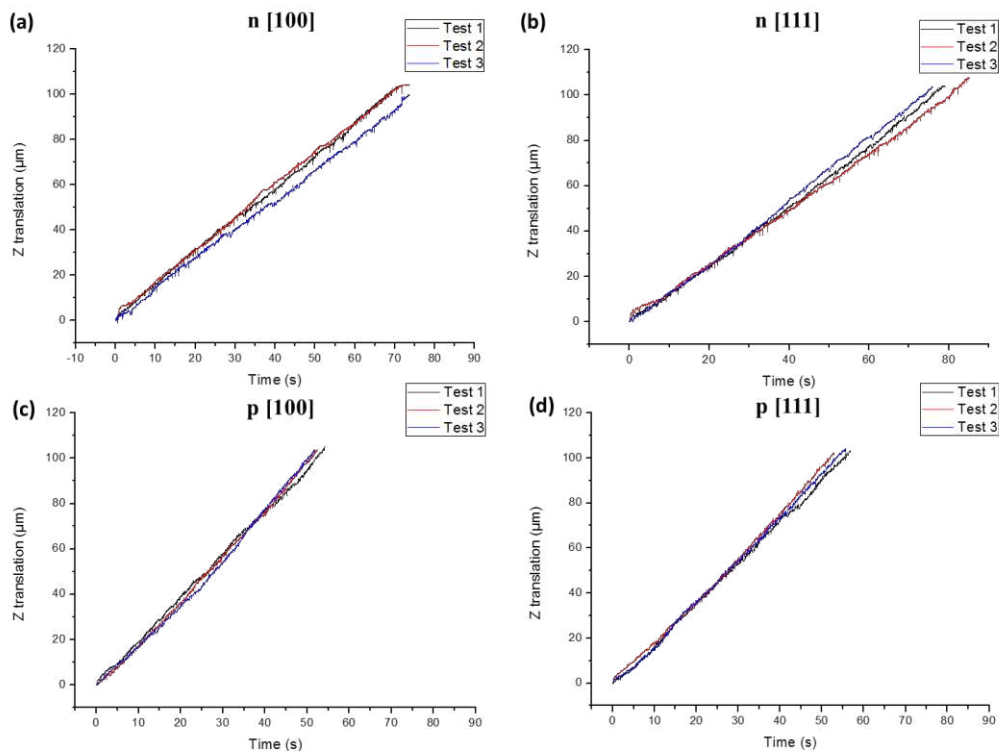 (a)
n [100]
Test 1
Test 2
Test 3
120
100
80
60
40
20
0
Z translation (µm)
-10 0 10 20 30 40 50 60 70 80 90
Time (s)
(b)
n [111]
Test 1
Test 2
Test 3
120
100
80
60
40
20
0
Z translation (µm)
0 20 40 60 80
Time (s)
(c)
p [100]
Test 1
Test 2
Test 3
120
100
80
60
40
20
0
Z translation (µm)
0 10 20 30 40 50 60 70 80 90
Time (s)
(d)
p [111]
Test 1
Test 2
Test 3
120
100
80
60
40
20
0
Z translation (µm)
0 10 20 30 40 50 60 70 80 90
Time (s)